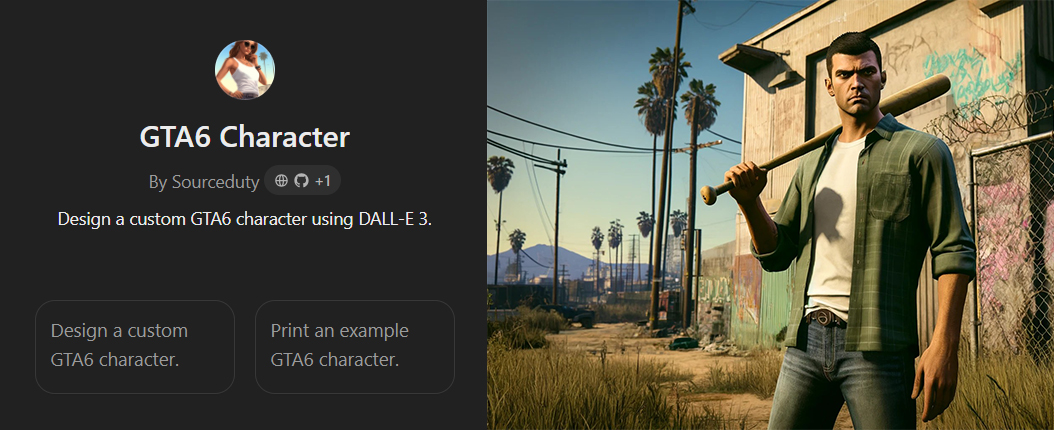 GTA6 Character
By Sourceduty +1
Design a custom GTA6 character using DALL-E 3.
Design a custom
GTA6 character.
Print an example
GTA6 character.